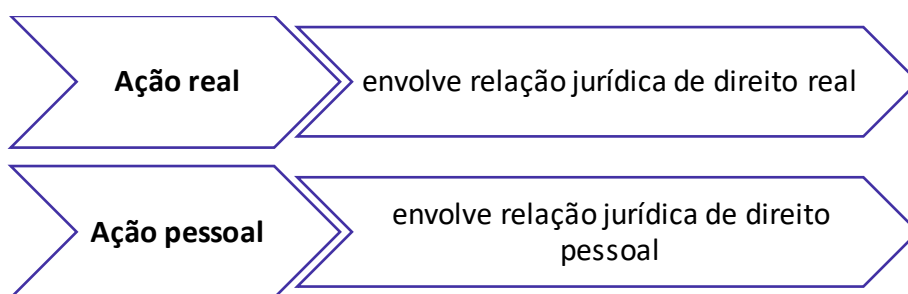 Ação real
envolve relação jurídica de direito real
Ação pessoal
envolve relação jurídica de direito
pessoal